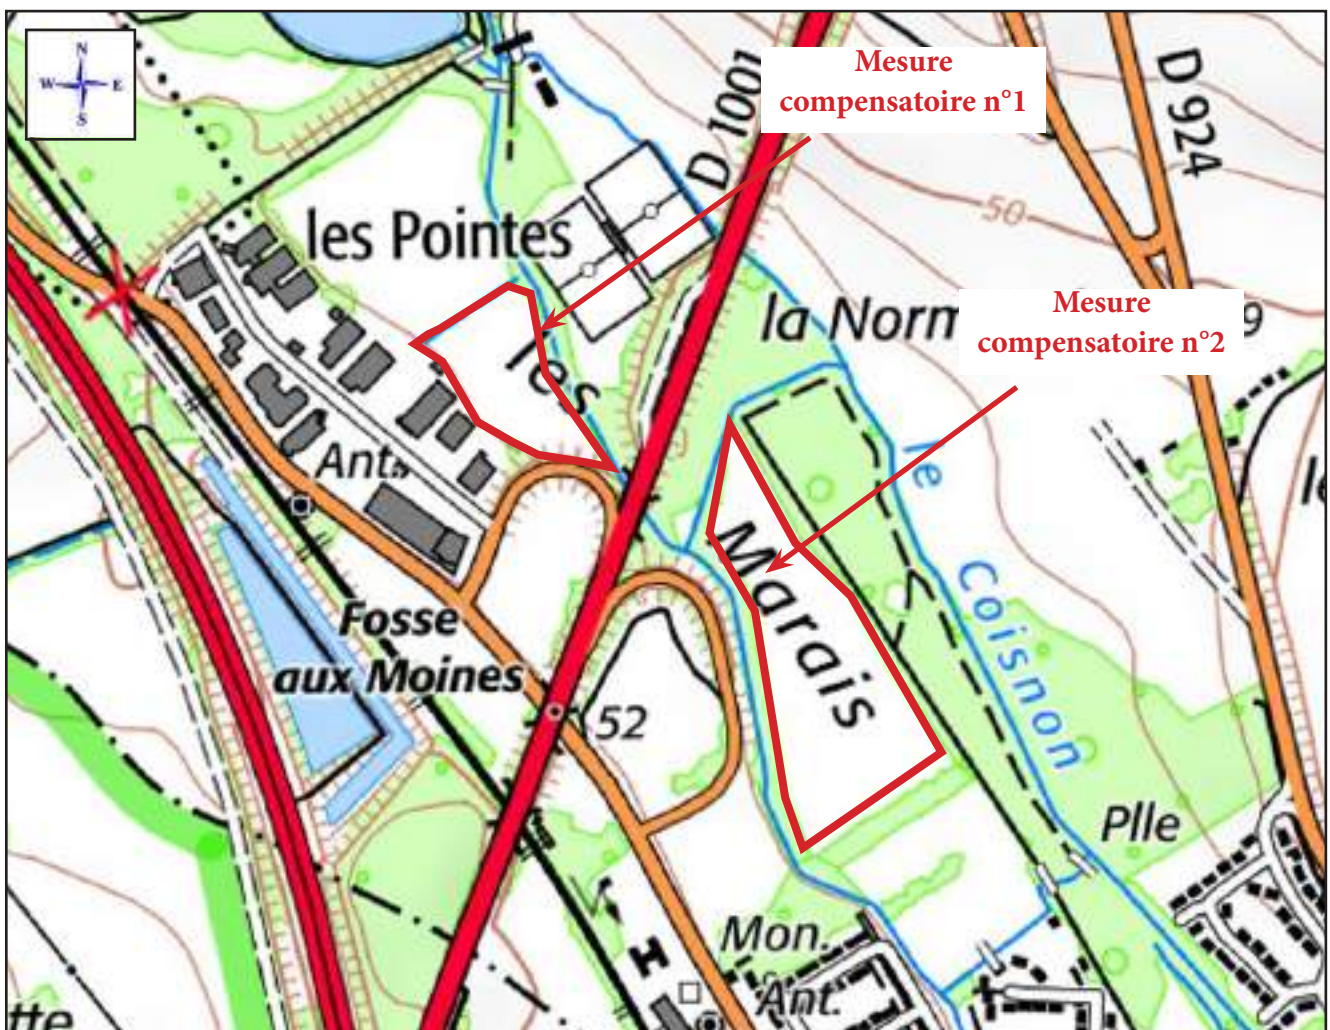 N
W E
S
Mesure
compensatoire n°1
D 1001
D 924
les Pointes
50
la Norm
9
Mesure
compensatoire n°2
les
Ant.
le
Marais
Coisnon
Fosse
aux Moines
52
Plle
Mon.
Ant.
tte